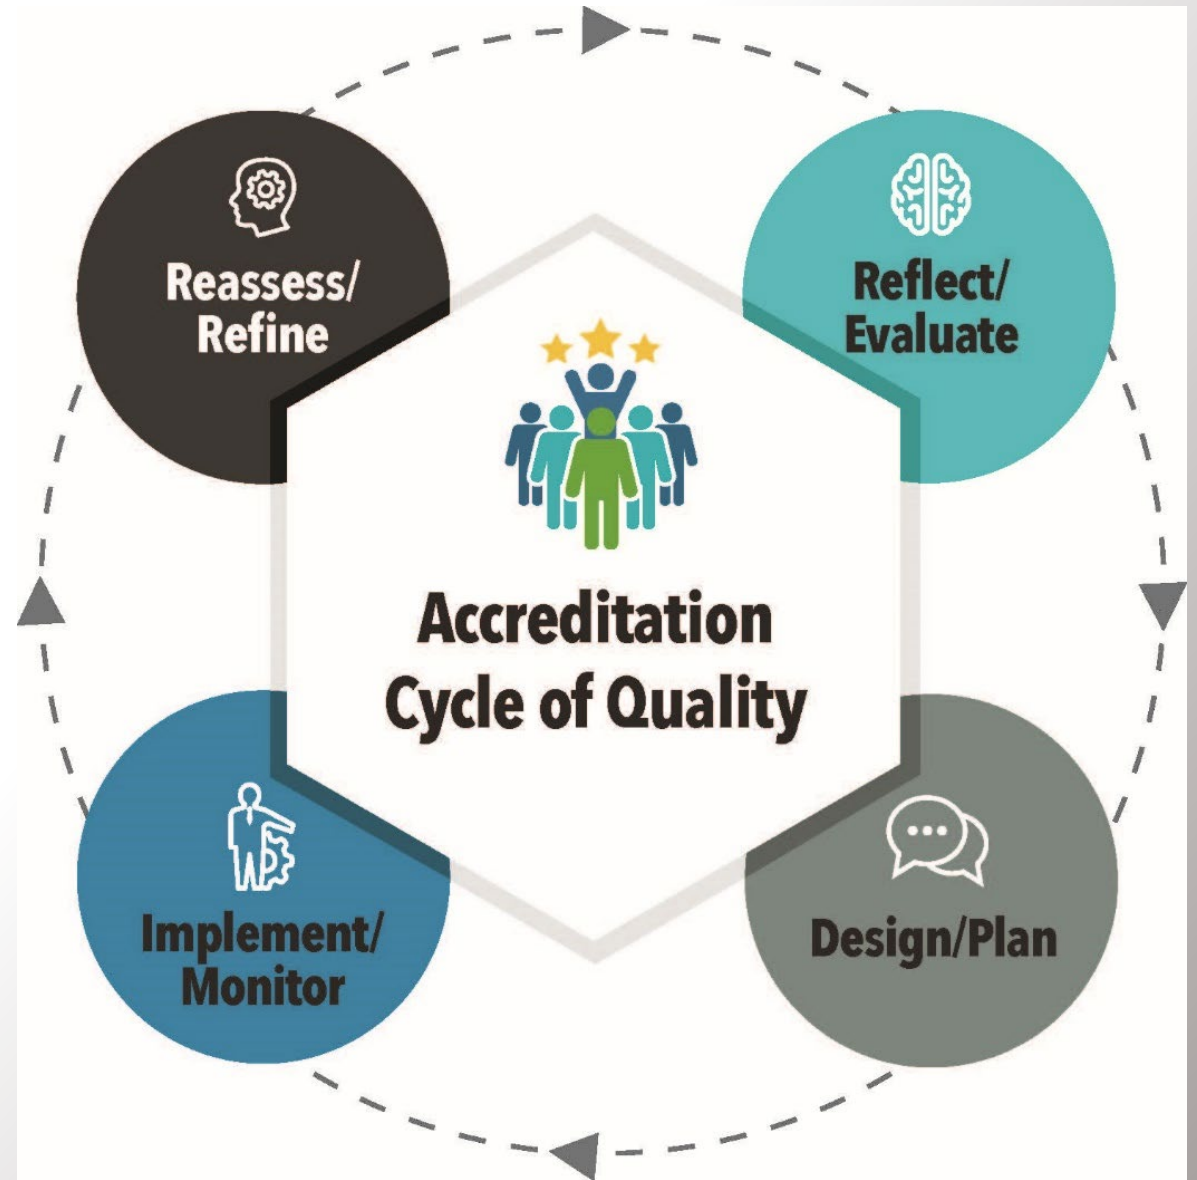 Reassess/
Refine
Reflect/
Evaluate
Accreditation
Cycle of Quality
Implement/
Monitor
Design/Plan